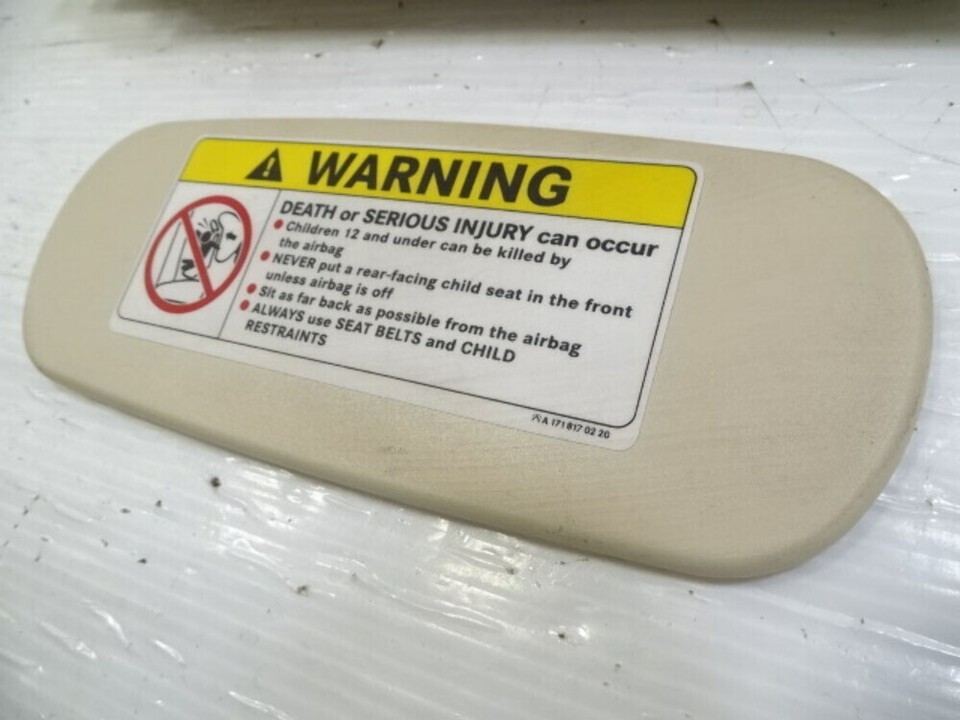 WARNING
DEATH or SERIOUS INJURY can occur
• Children 12 and under can be killed by
the airbag
• NEVER put a rear-facing child seat in the front
unless airbag is off
• Sit as far back as possible from the airbag
• ALWAYS use SEAT BELTS and CHILD
RESTRAINTS
A 171 817 02 20